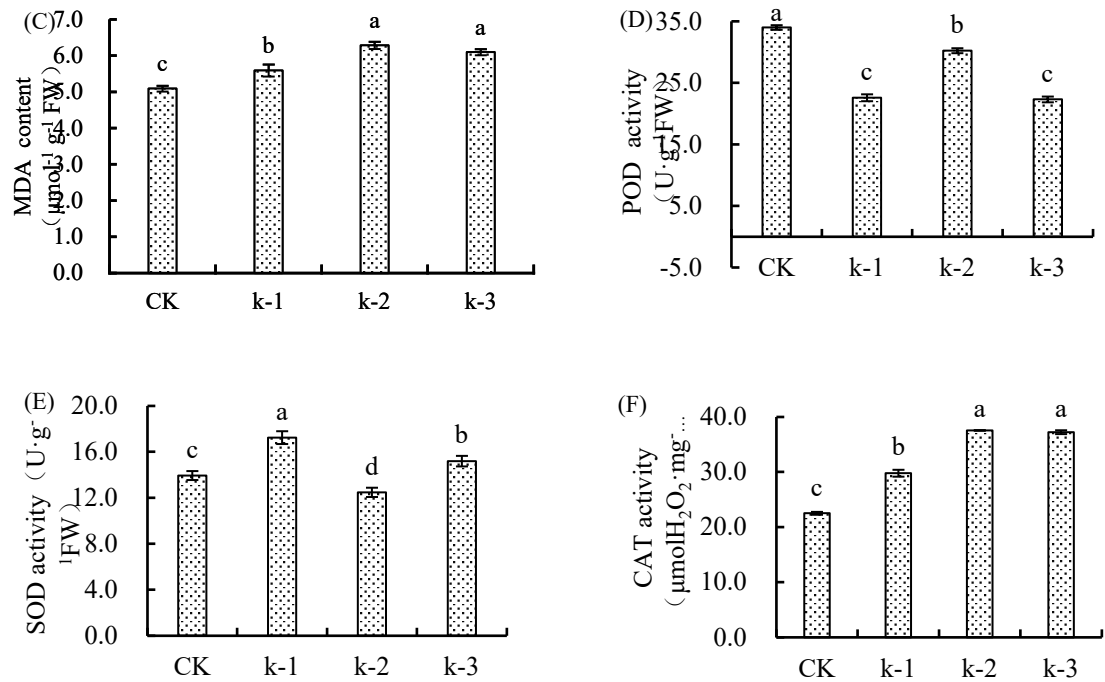 (C)
MDA content
（μmol⁻¹ g⁻¹ FW）
7.0
6.0
5.0
4.0
3.0
2.0
1.0
0.0
c
b
a
a
CK k-1 k-2 k-3
(D)
POD activity
（U·g⁻¹FW）
35.0
25.0
15.0
5.0
-5.0
a
c
b
c
CK k-1 k-2 k-3
(E)
SOD activity（U·g⁻
¹FW）
20.0
16.0
12.0
8.0
4.0
0.0
c
a
d
b
CK k-1 k-2 k-3
(F)
CAT activity
（μmolH₂O₂·mg⁻…
40.0
30.0
20.0
10.0
0.0
c
b
a
a
CK k-1 k-2 k-3